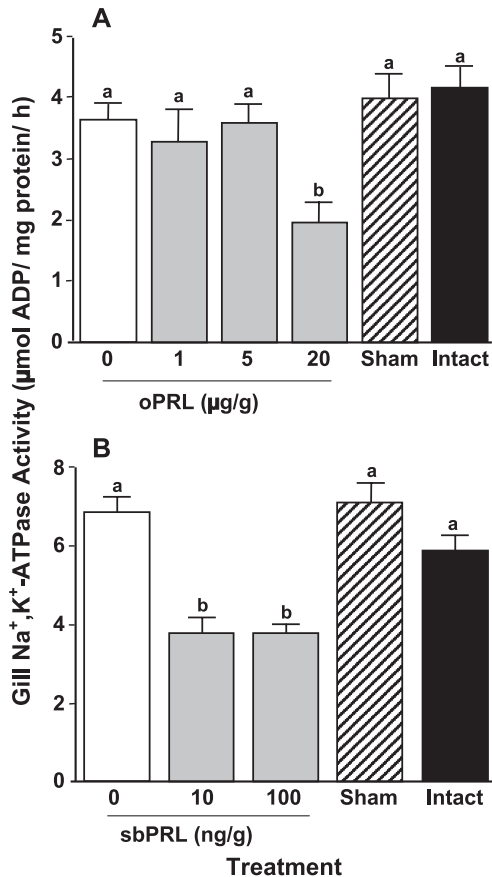 A
5
4
3
2
1
0
a
a
a
b
a
a
0 1 5 20 Sham Intact
oPRL (µg/g)
Gill Na+,K+-ATPase Activity (µmol ADP/ mg protein/ h)
B
8
6
4
2
0
a
b
b
a
a
0 10 100 Sham Intact
sbPRL (ng/g)
Treatment